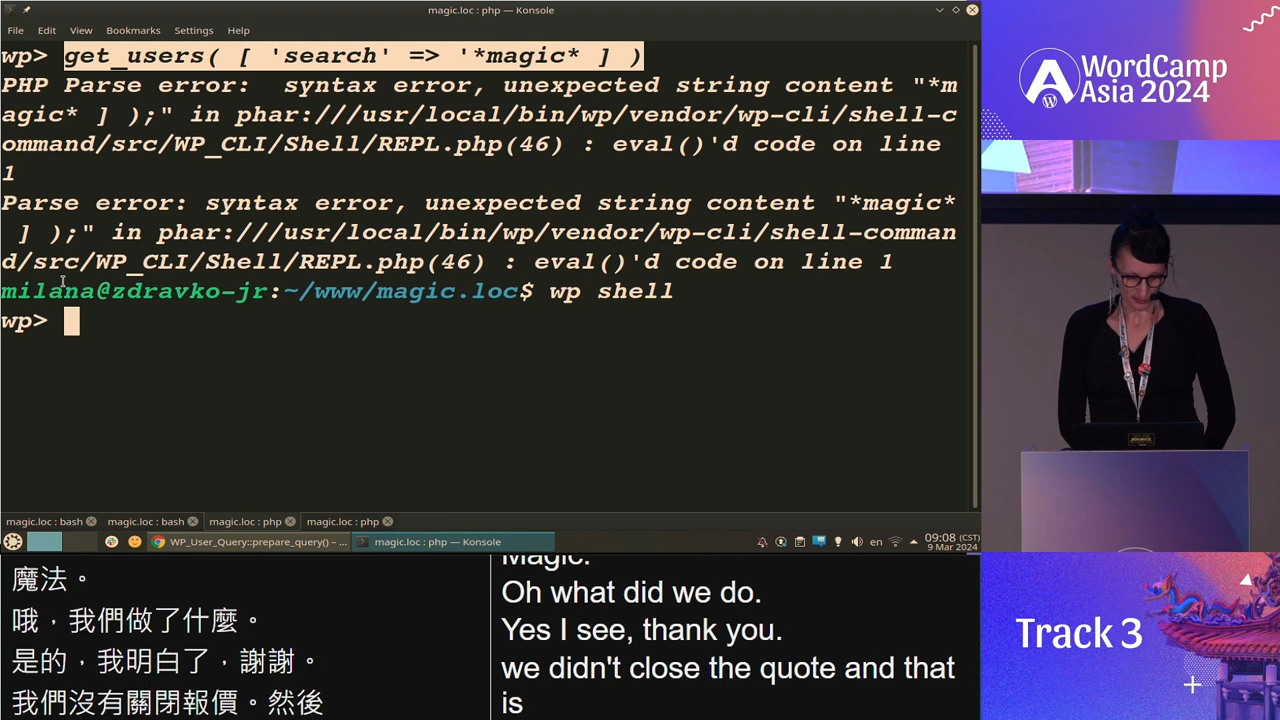 magic.loc : php — Konsole
File Edit View Bookmarks Settings Help
wp> get_users( [ 'search' => '*magic* ] )
PHP Parse error:  syntax error, unexpected string content "*m
agic* ] );" in phar:///usr/local/bin/wp/vendor/wp-cli/shell-c
ommand/src/WP_CLI/Shell/REPL.php(46) : eval()'d code on line
1
Parse error: syntax error, unexpected string content "*magic*
 ] );" in phar:///usr/local/bin/wp/vendor/wp-cli/shell-comman
d/src/WP_CLI/Shell/REPL.php(46) : eval()'d code on line 1
milana@zdravko-jr:~/www/magic.loc$ wp shell
wp>
magic.loc : bash magic.loc : bash magic.loc : php magic.loc : php
WP_User_Query::prepare_query() – ... magic.loc : php — Konsole en 09:08 (CST)
9 Mar 2024
WordCamp
Asia 2024
魔法。
哦，我們做了什麼。
是的，我明白了，謝謝。
我們沒有關閉報價。然後
Magic.
Oh what did we do.
Yes I see, thank you.
we didn't close the quote and that
is
Track 3